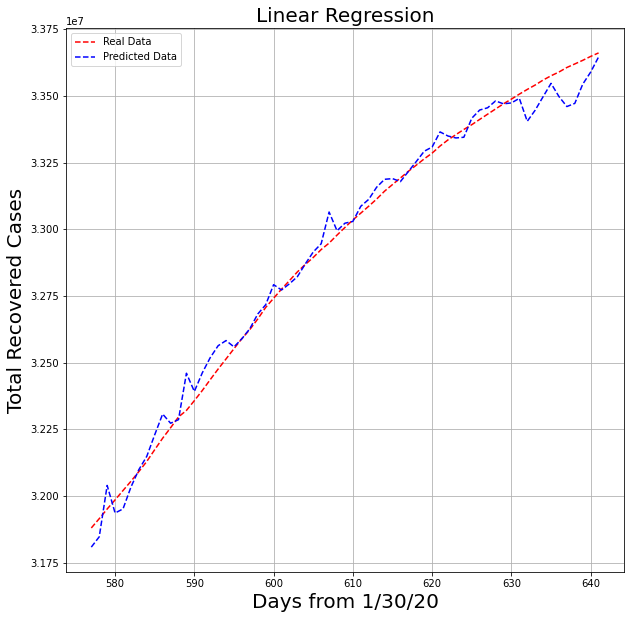 Linear Regression
1e7
Real Data
Predicted Data
3.375
3.350
3.325
3.300
3.275
3.250
3.225
3.200
3.175
Total Recovered Cases
580 590 600 610 620 630 640
Days from 1/30/20